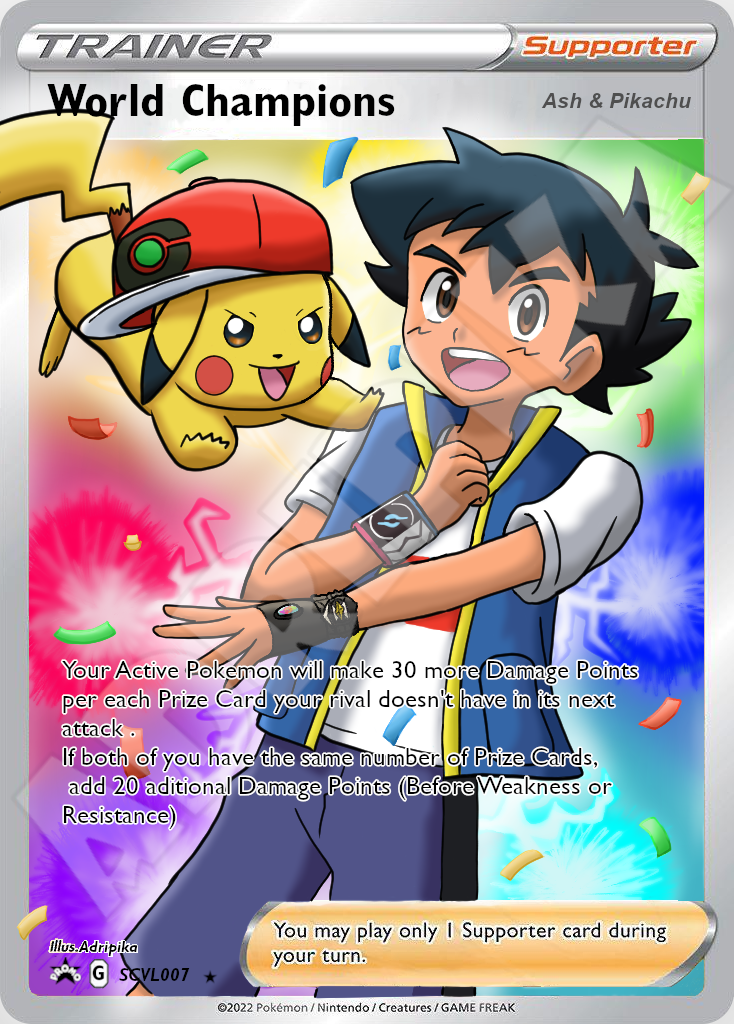 TRAINER
Supporter
World Champions
Ash & Pikachu
Your Active Pokemon will make 30 more Damage Points
per each Prize Card your rival doesn't have in its next
attack .
If both of you have the same number of Prize Cards,
add 20 aditional Damage Points (Before Weakness or
Resistance)
You may play only 1 Supporter card during
your turn.
Illus.Adripika
PROMO G SCVL007
©2022 Pokémon / Nintendo / Creatures / GAME FREAK